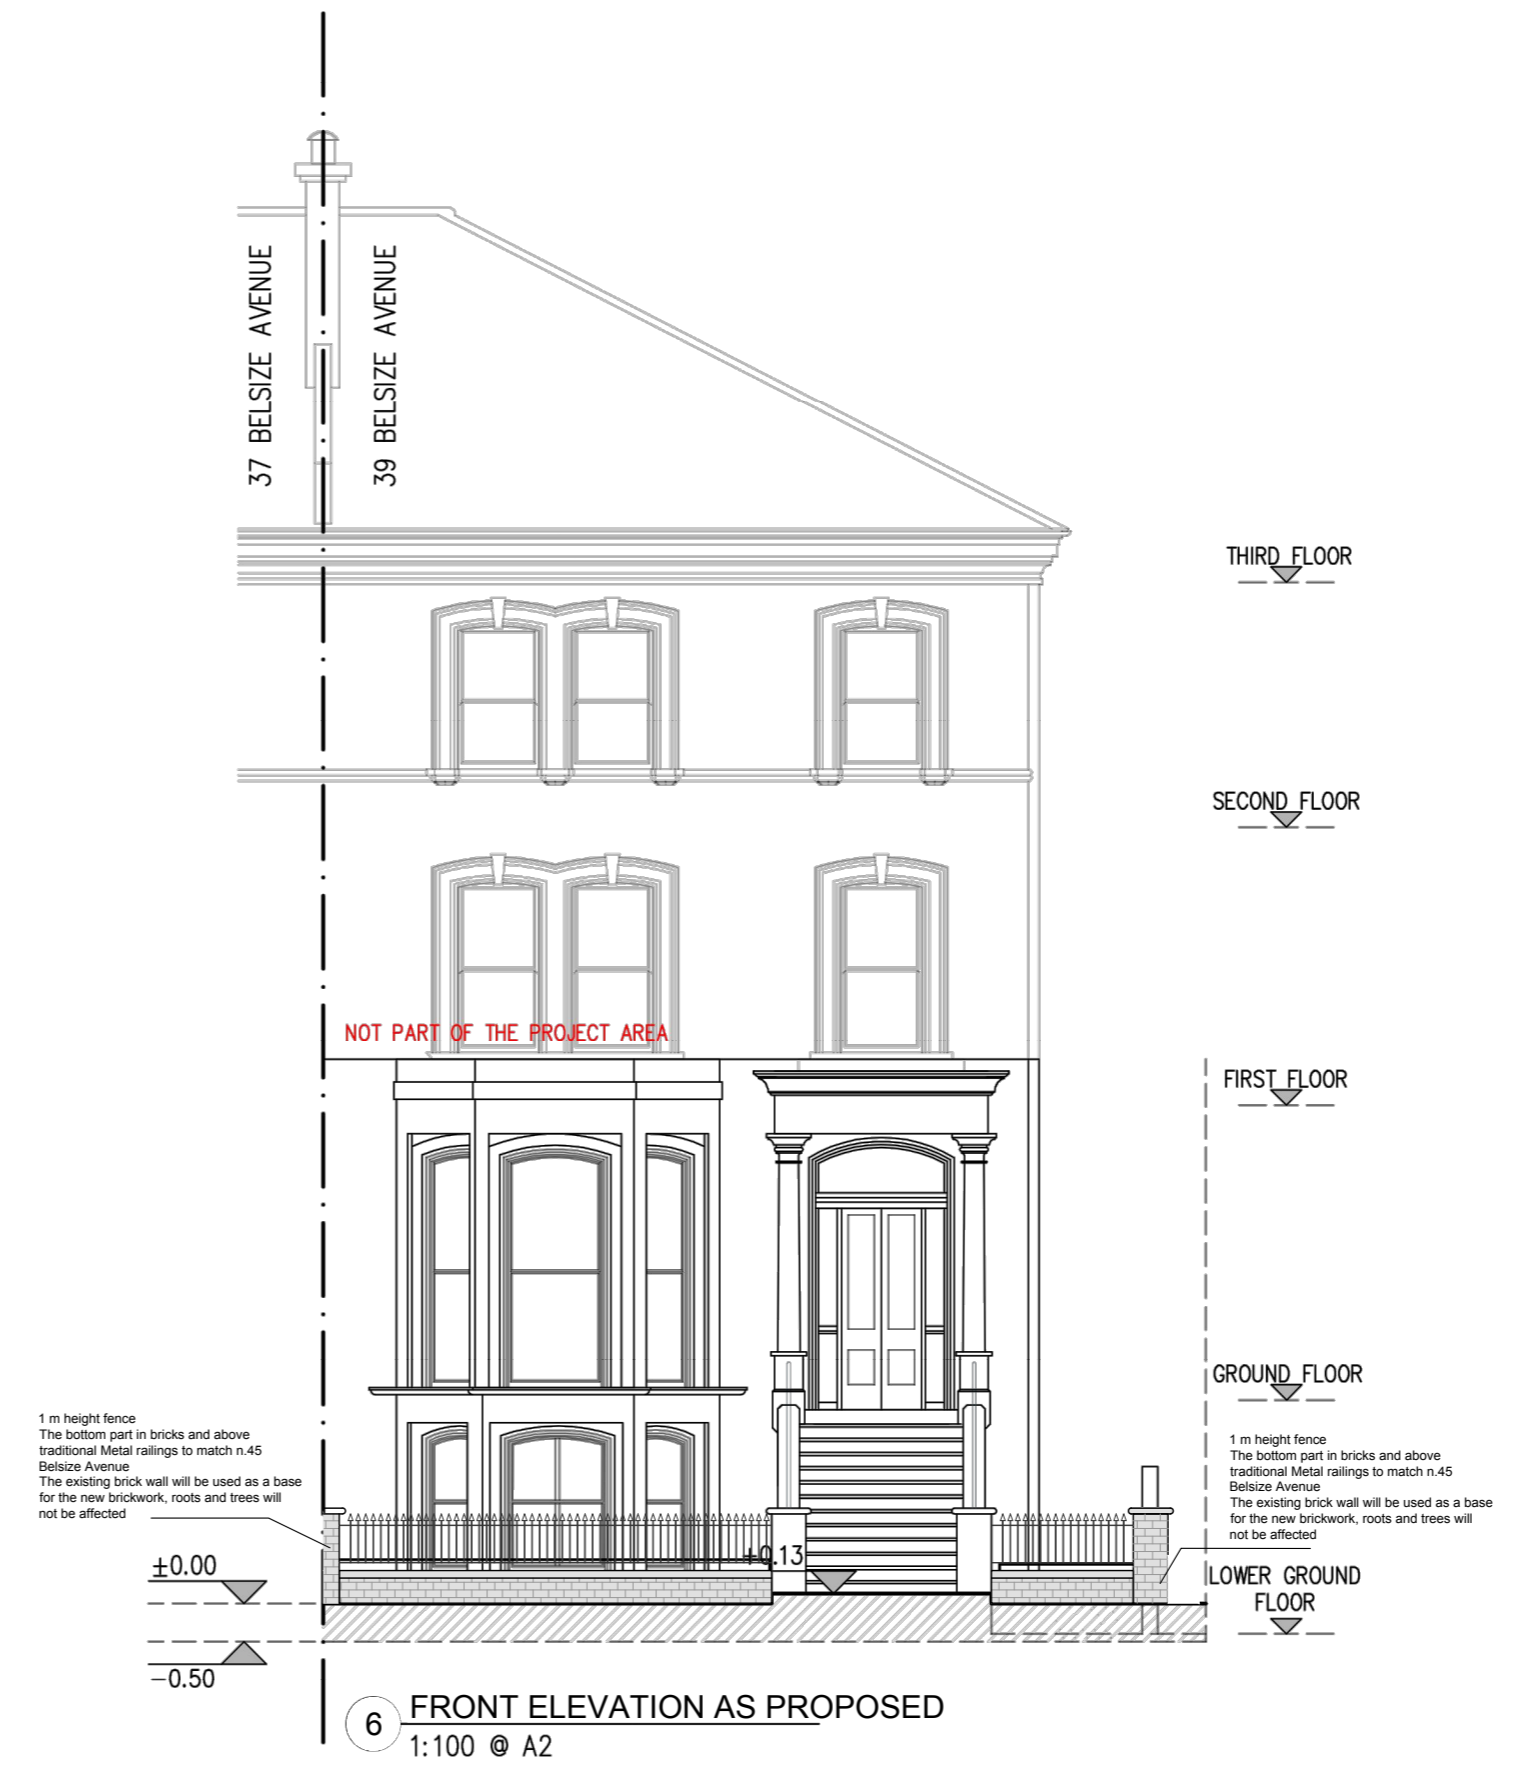 37 BELSIZE AVENUE
39 BELSIZE AVENUE
THIRD FLOOR
SECOND FLOOR
NOT PART OF THE PROJECT AREA
FIRST FLOOR
GROUND FLOOR
1 m height fence
The bottom part in bricks and above
traditional Metal railings to match n.45
Belsize Avenue
The existing brick wall will be used as a base
for the new brickwork, roots and trees will
not be affected
1 m height fence
The bottom part in bricks and above
traditional Metal railings to match n.45
Belsize Avenue
The existing brick wall will be used as a base
for the new brickwork, roots and trees will
not be affected
±0.00
+0.13
LOWER GROUND
FLOOR
−0.50
6 FRONT ELEVATION AS PROPOSED
1:100 @ A2